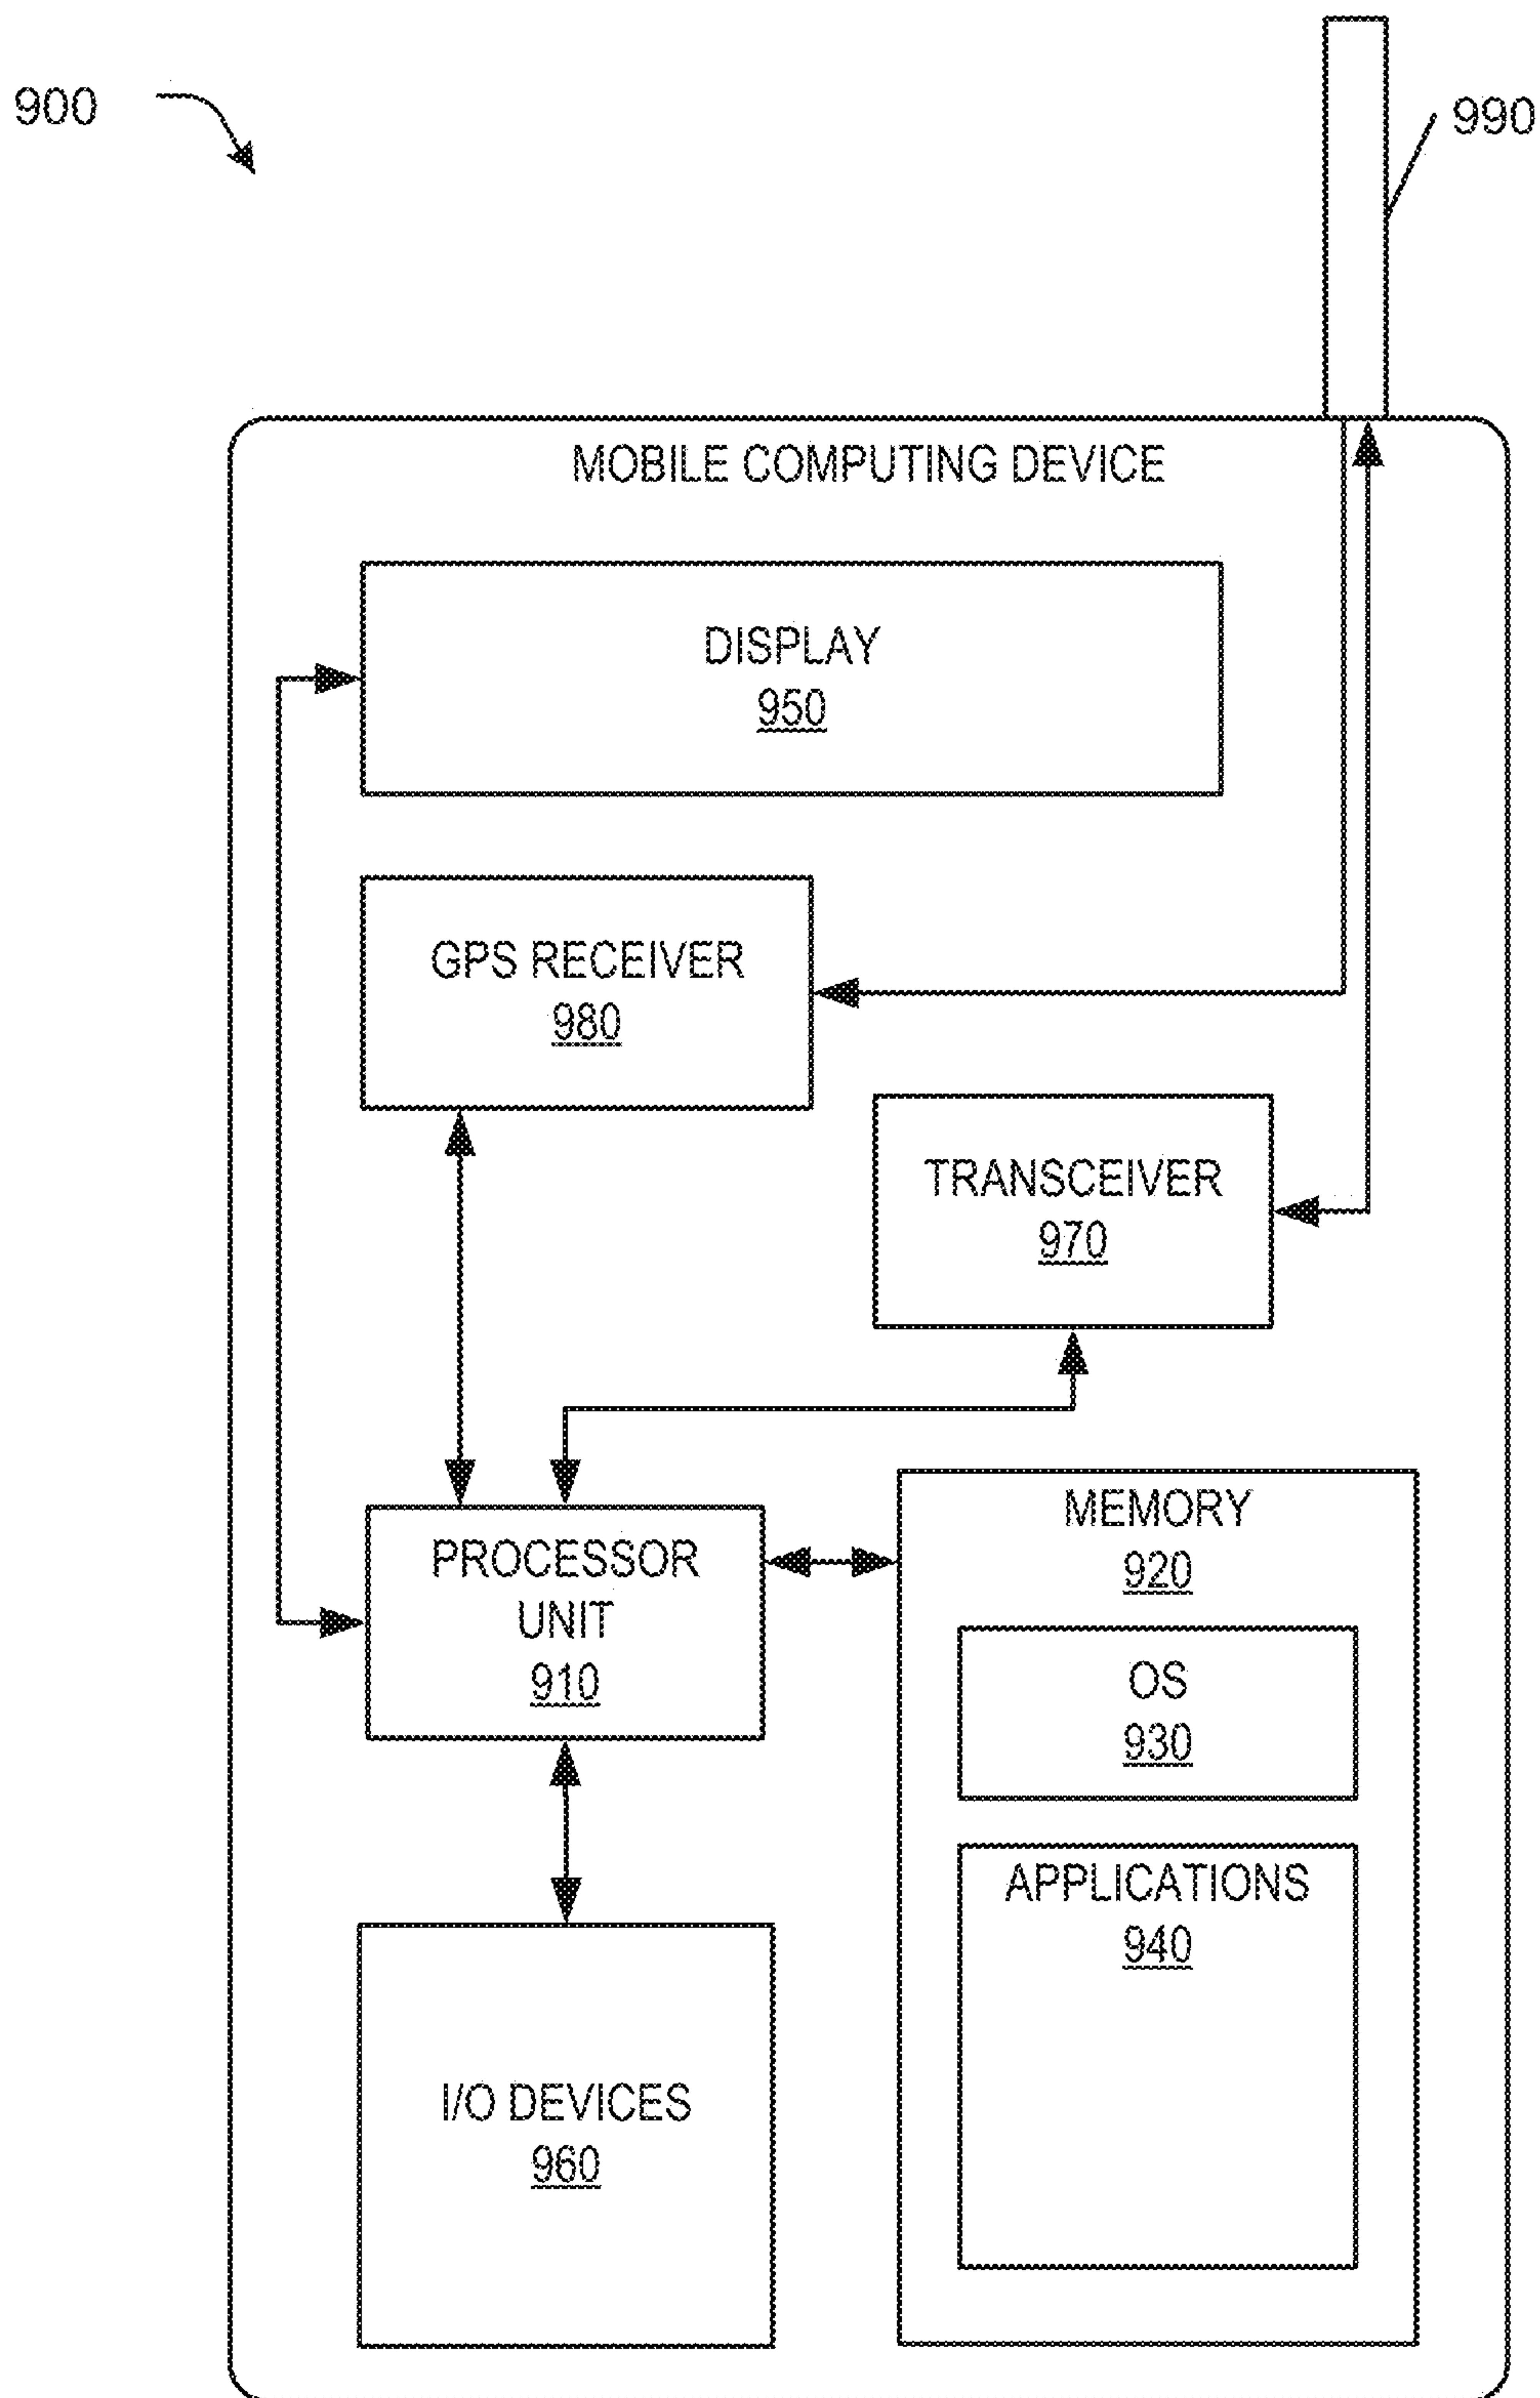 900
990
MOBILE COMPUTING DEVICE
DISPLAY
950
GPS RECEIVER
980
TRANSCEIVER
970
PROCESSOR
UNIT
910
MEMORY
920
OS
930
APPLICATIONS
940
I/O DEVICES
960